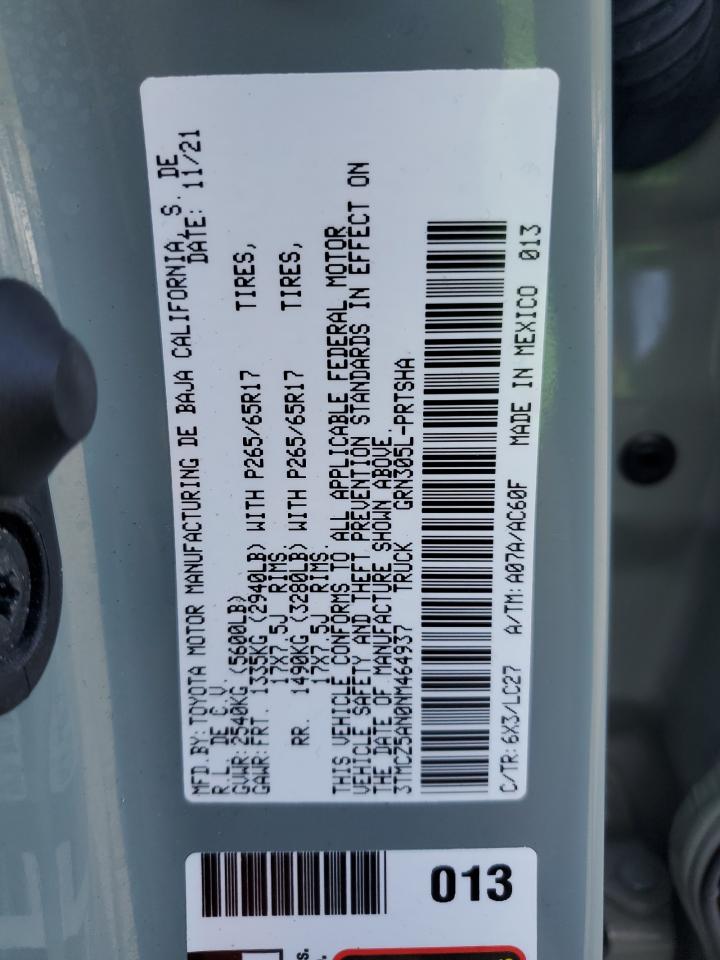 MFD.BY: TOYOTA MOTOR MANUFACTURING DE BAJA CALIFORNIA, S. DE
R.L. DE C.V. DATE: 11/21
GVWR: 2540KG (5600LB)
GAWR: FRT. 1335KG (2940LB) WITH P265/65R17 TIRES,
17X7.5J RIMS.
RR. 1490KG (3280LB) WITH P265/65R17 TIRES,
17X7.5J RIMS.
THIS VEHICLE CONFORMS TO ALL APPLICABLE FEDERAL MOTOR
VEHICLE SAFETY AND THEFT PREVENTION STANDARDS IN EFFECT ON
THE DATE OF MANUFACTURE SHOWN ABOVE.
3TMCZ5AN0NM464937 TRUCK GRN305L-PRTSHA
C/TR: 6X3/LC27 A/TM: A07A/AC60F MADE IN MEXICO 013
013